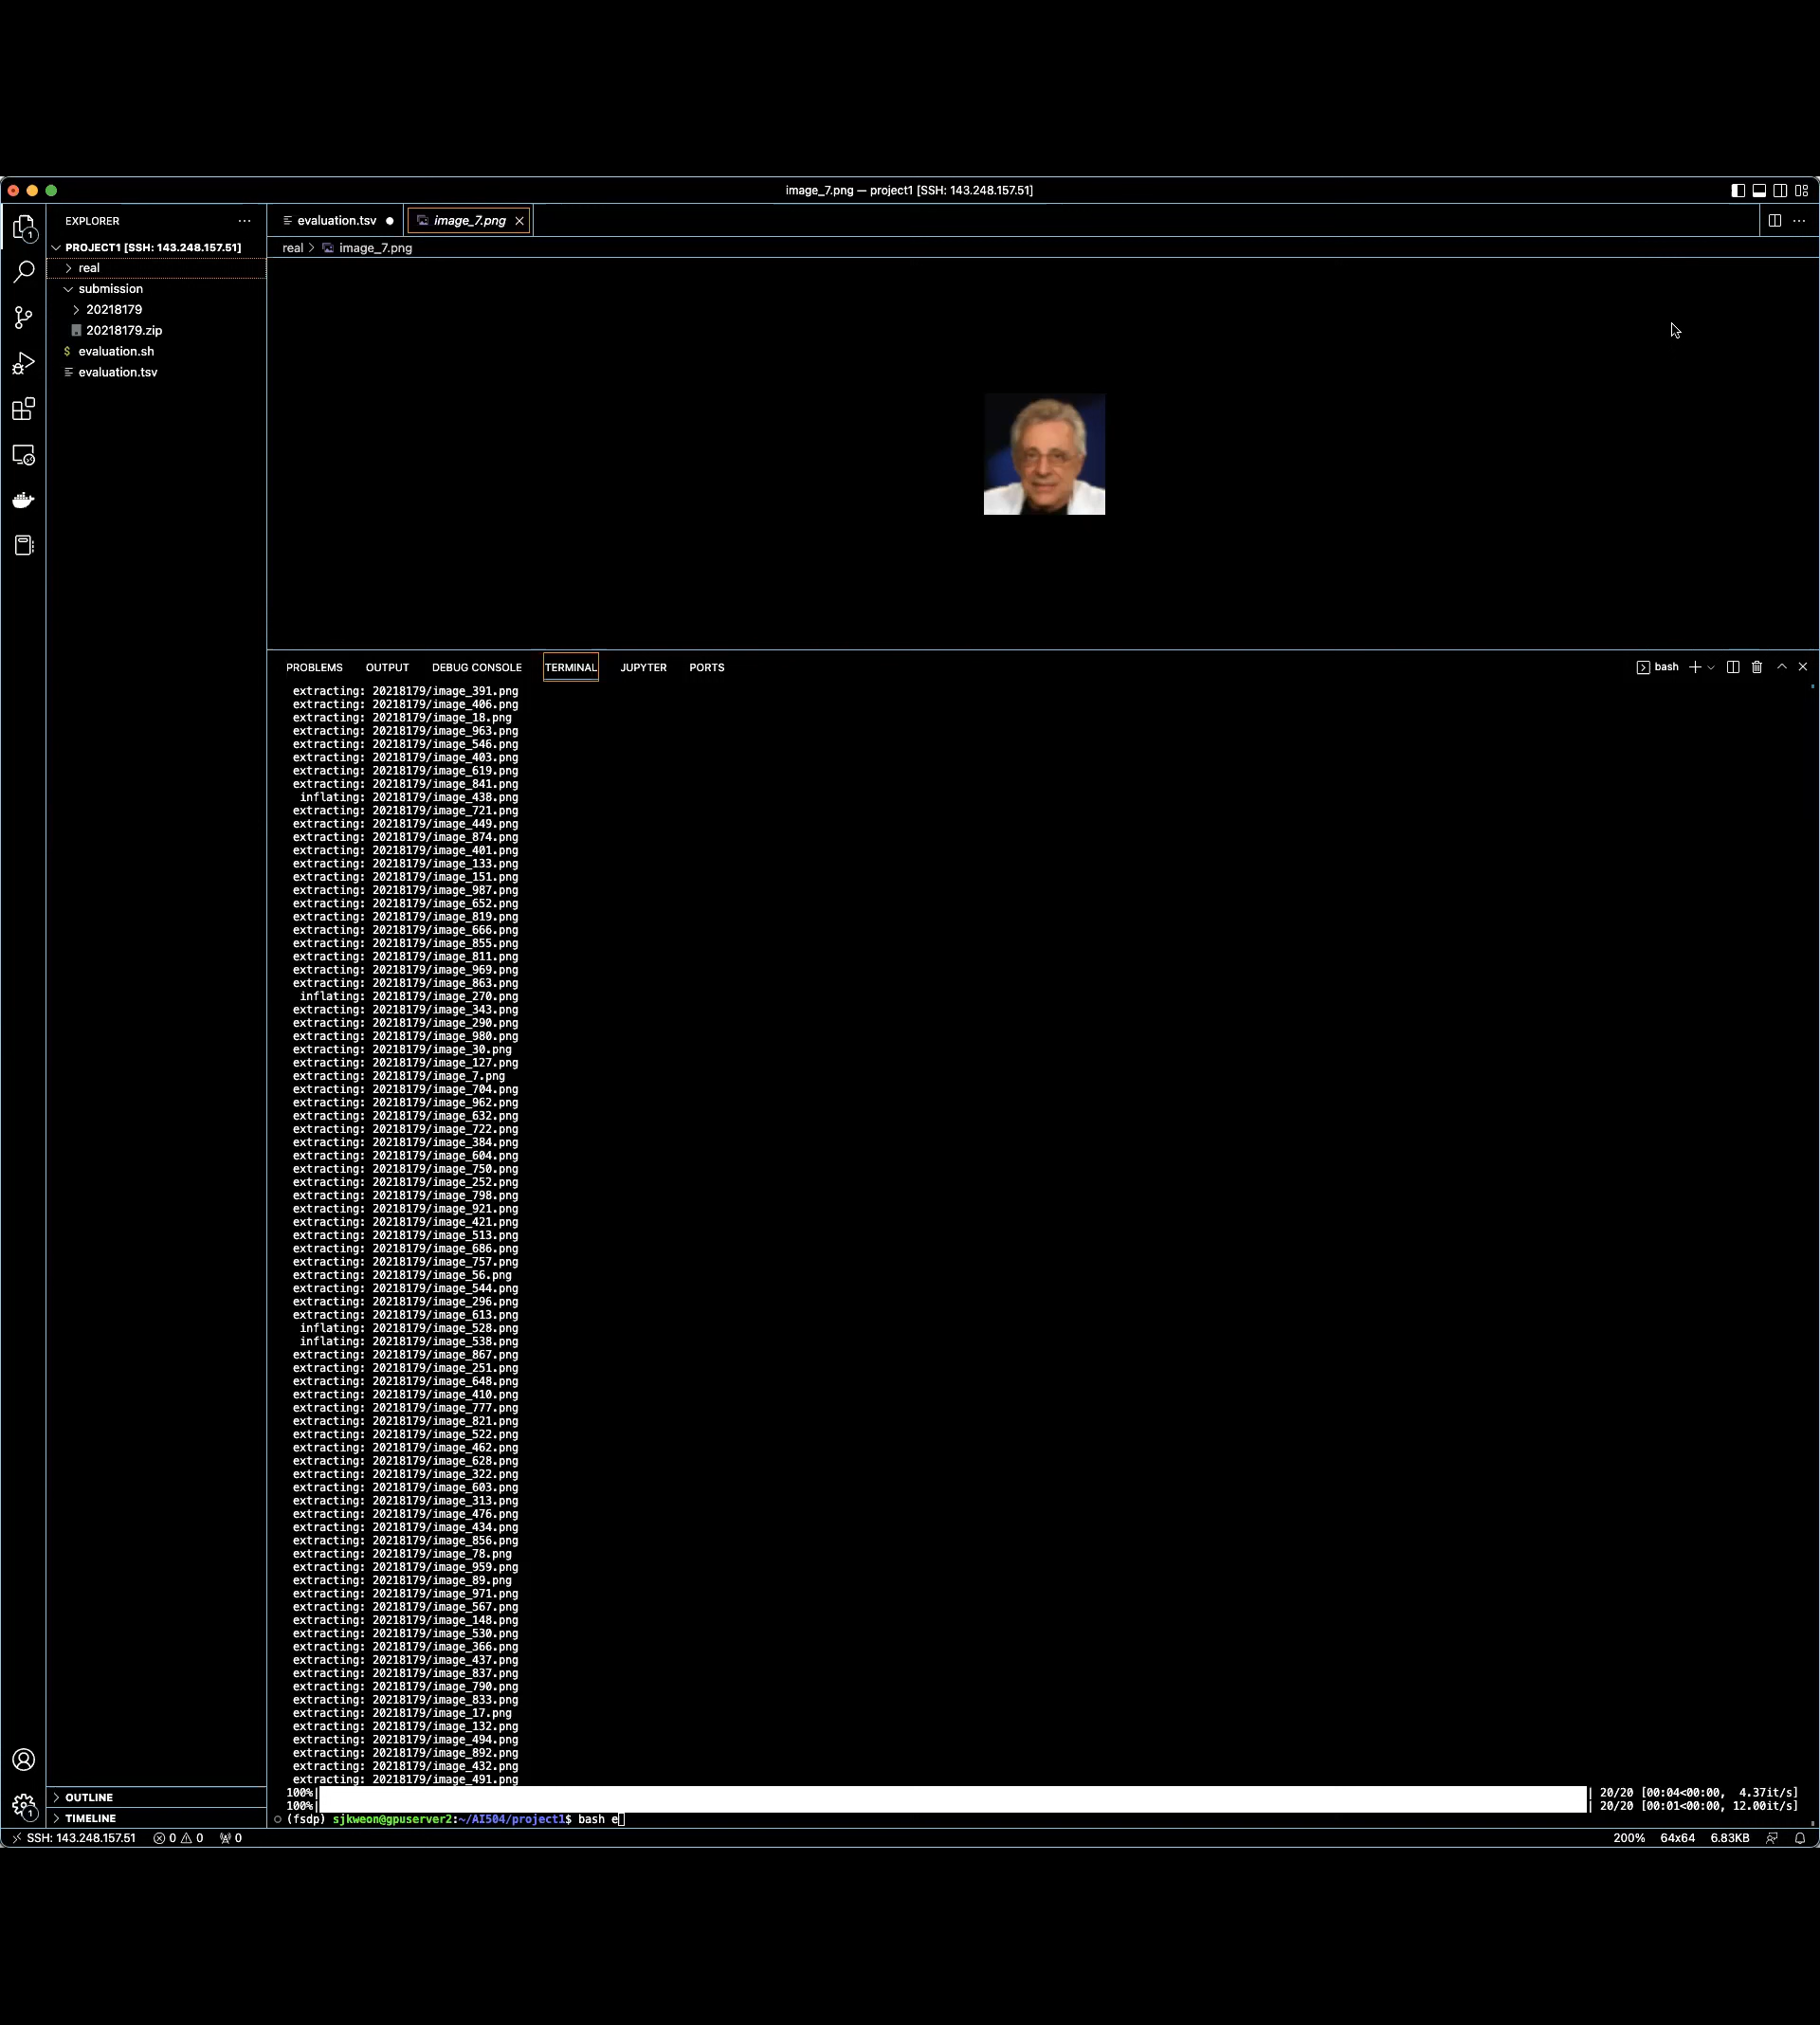 image_7.png — project1 [SSH: 143.248.157.51]
EXPLORER
evaluation.tsv
image_7.png
PROJECT1 [SSH: 143.248.157.51]
real > image_7.png
real
submission
20218179
20218179.zip
$ evaluation.sh
evaluation.tsv
PROBLEMS OUTPUT DEBUG CONSOLE TERMINAL JUPYTER PORTS
bash
extracting: 20218179/image_391.png
extracting: 20218179/image_406.png
extracting: 20218179/image_18.png
extracting: 20218179/image_963.png
extracting: 20218179/image_546.png
extracting: 20218179/image_403.png
extracting: 20218179/image_619.png
extracting: 20218179/image_841.png
inflating: 20218179/image_438.png
extracting: 20218179/image_721.png
extracting: 20218179/image_449.png
extracting: 20218179/image_874.png
extracting: 20218179/image_401.png
extracting: 20218179/image_133.png
extracting: 20218179/image_151.png
extracting: 20218179/image_987.png
extracting: 20218179/image_652.png
extracting: 20218179/image_819.png
extracting: 20218179/image_666.png
extracting: 20218179/image_855.png
extracting: 20218179/image_811.png
extracting: 20218179/image_969.png
extracting: 20218179/image_863.png
inflating: 20218179/image_270.png
extracting: 20218179/image_343.png
extracting: 20218179/image_290.png
extracting: 20218179/image_980.png
extracting: 20218179/image_30.png
extracting: 20218179/image_127.png
extracting: 20218179/image_7.png
extracting: 20218179/image_704.png
extracting: 20218179/image_962.png
extracting: 20218179/image_632.png
extracting: 20218179/image_722.png
extracting: 20218179/image_384.png
extracting: 20218179/image_604.png
extracting: 20218179/image_750.png
extracting: 20218179/image_252.png
extracting: 20218179/image_798.png
extracting: 20218179/image_921.png
extracting: 20218179/image_421.png
extracting: 20218179/image_513.png
extracting: 20218179/image_686.png
extracting: 20218179/image_757.png
extracting: 20218179/image_56.png
extracting: 20218179/image_544.png
extracting: 20218179/image_296.png
extracting: 20218179/image_613.png
inflating: 20218179/image_528.png
inflating: 20218179/image_538.png
extracting: 20218179/image_867.png
extracting: 20218179/image_251.png
extracting: 20218179/image_648.png
extracting: 20218179/image_410.png
extracting: 20218179/image_777.png
extracting: 20218179/image_821.png
extracting: 20218179/image_522.png
extracting: 20218179/image_462.png
extracting: 20218179/image_628.png
extracting: 20218179/image_322.png
extracting: 20218179/image_603.png
extracting: 20218179/image_313.png
extracting: 20218179/image_476.png
extracting: 20218179/image_434.png
extracting: 20218179/image_856.png
extracting: 20218179/image_78.png
extracting: 20218179/image_959.png
extracting: 20218179/image_89.png
extracting: 20218179/image_971.png
extracting: 20218179/image_567.png
extracting: 20218179/image_148.png
extracting: 20218179/image_530.png
extracting: 20218179/image_366.png
extracting: 20218179/image_437.png
extracting: 20218179/image_837.png
extracting: 20218179/image_790.png
extracting: 20218179/image_833.png
extracting: 20218179/image_17.png
extracting: 20218179/image_132.png
extracting: 20218179/image_494.png
extracting: 20218179/image_892.png
extracting: 20218179/image_432.png
extracting: 20218179/image_491.png
100%| | 20/20 [00:04<00:00, 4.37it/s]
100%| | 20/20 [00:01<00:00, 12.00it/s]
(fsdp) sjkweon@gpuserver2:~/AI504/project1$ bash e
OUTLINE
TIMELINE
SSH: 143.248.157.51 0 0 0 200% 64x64 6.83KB